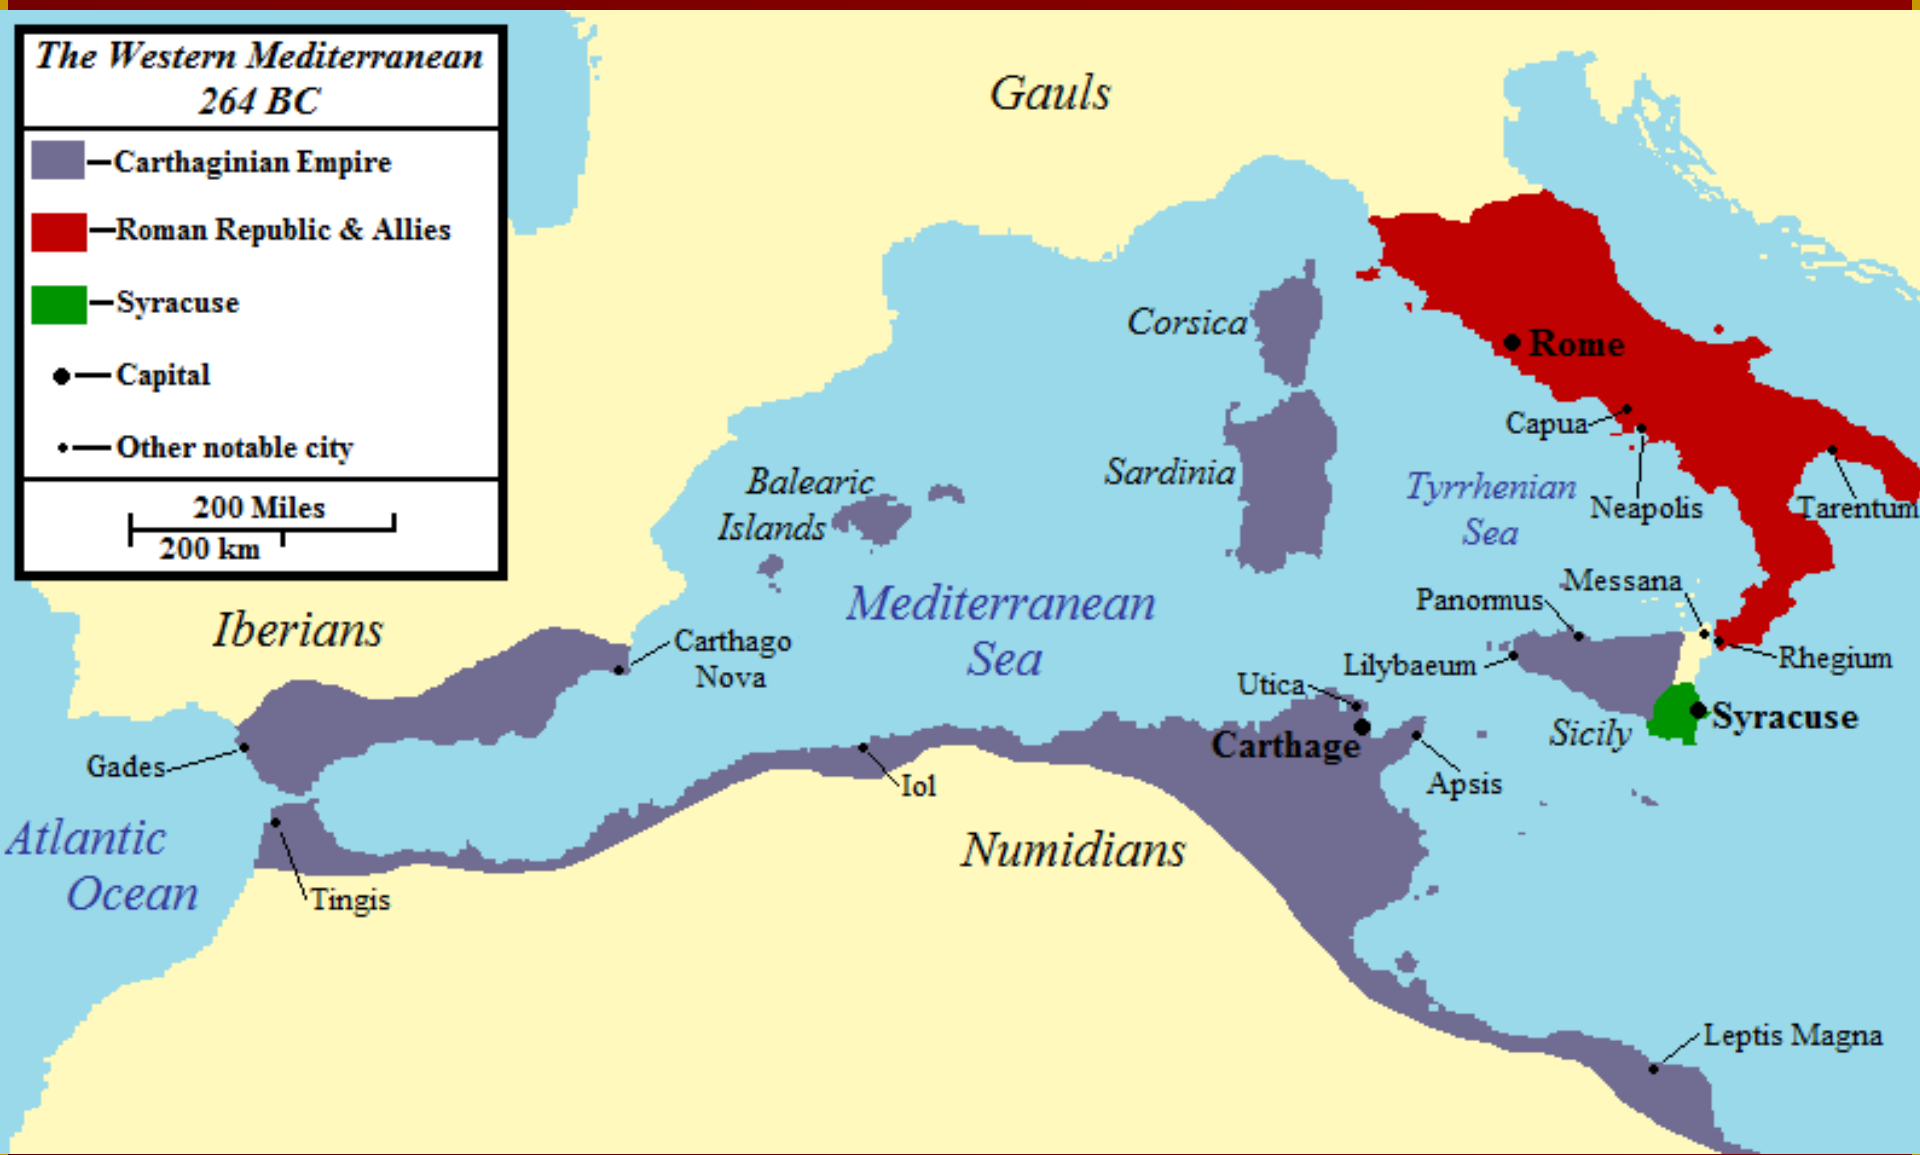 The Western Mediterranean
264 BC
Carthaginian Empire
Roman Republic & Allies
Syracuse
Capital
Other notable city
200 Miles
200 km
Gauls
Corsica
Rome
Capua
Balearic
Islands
Sardinia
Tyrrhenian
Sea
Neapolis
Tarentum
Messana
Panormus
Mediterranean
Sea
Iberians
Carthago
Nova
Lilybaeum
Rhegium
Utica
Syracuse
Sicily
Carthage
Gades
Iol
Apsis
Atlantic
Ocean
Numidians
Tingis
Leptis Magna